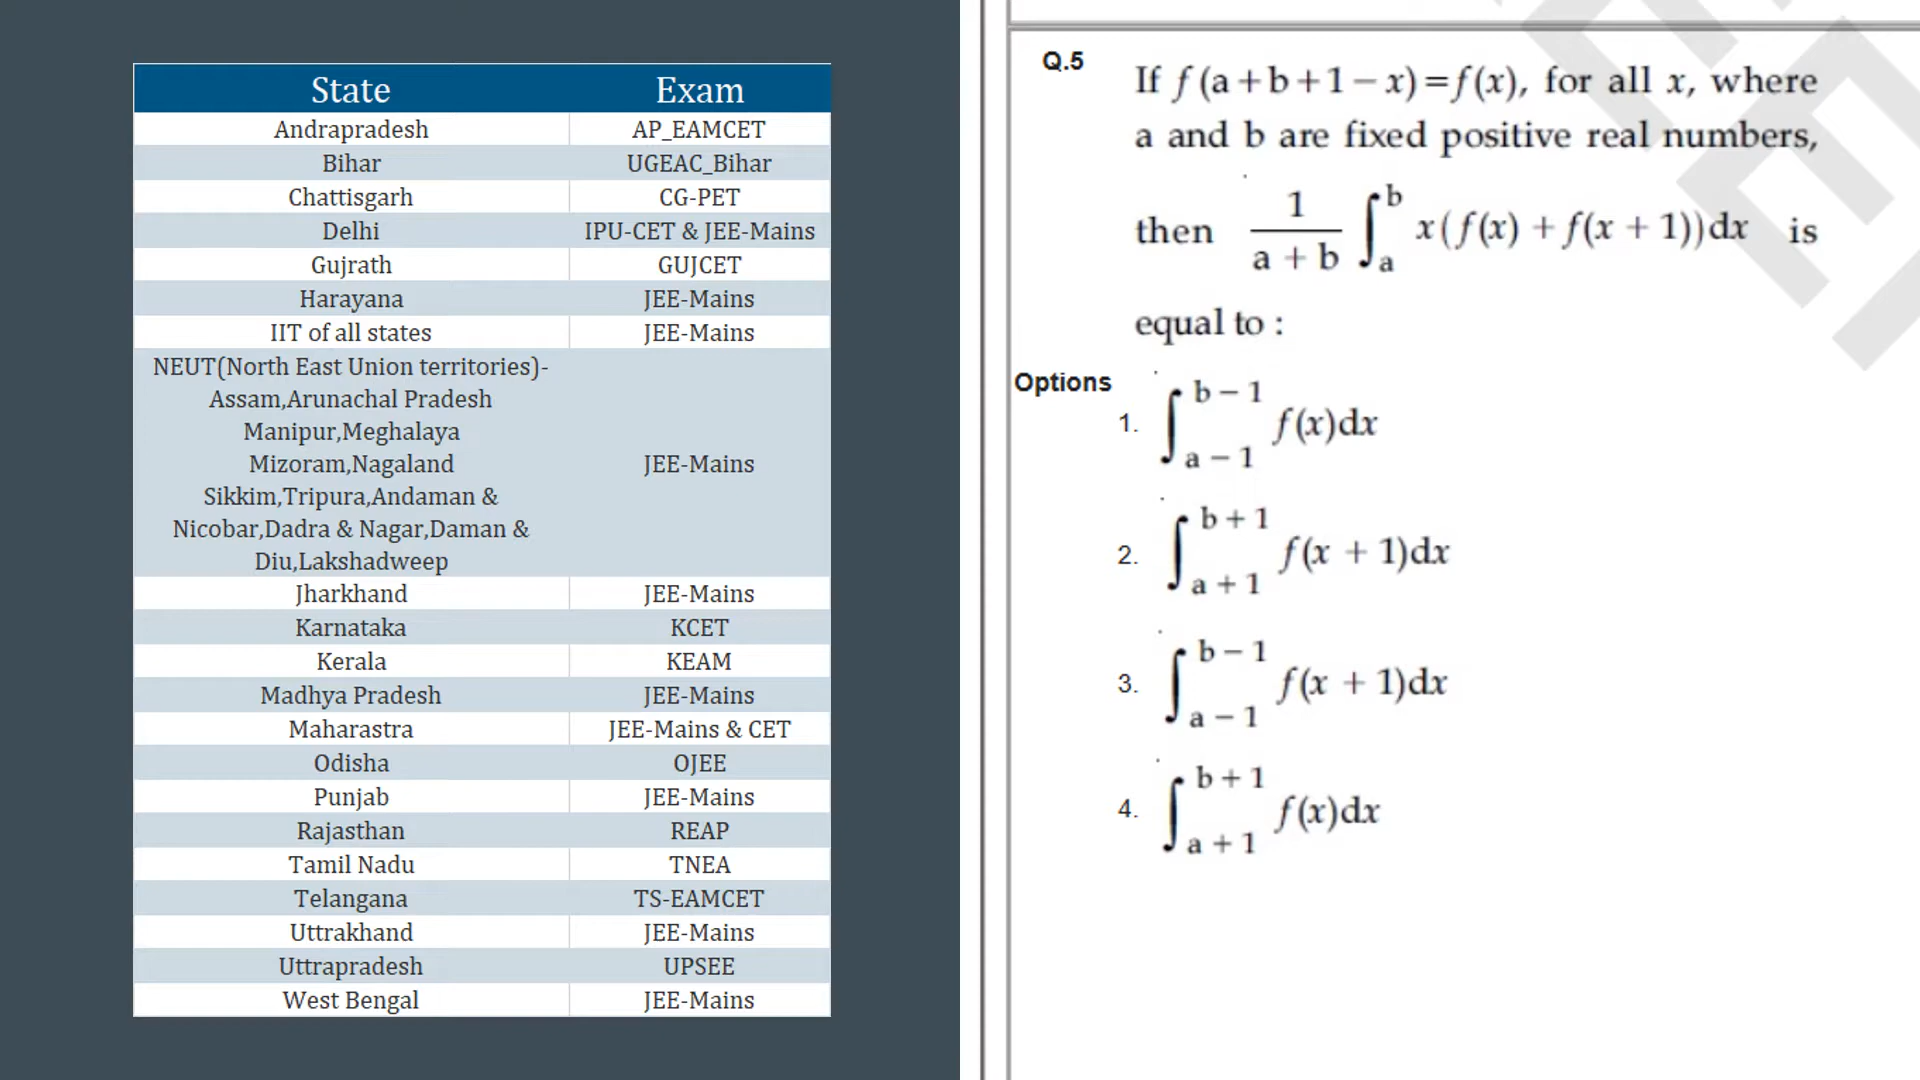 State Exam
Andrapradesh AP_EAMCET
Bihar UGEAC_Bihar
Chattisgarh CG-PET
Delhi IPU-CET & JEE-Mains
Gujrath GUJCET
Harayana JEE-Mains
IIT of all states JEE-Mains
NEUT(North East Union territories)-
Assam,Arunachal Pradesh
Manipur,Meghalaya
Mizoram,Nagaland JEE-Mains
Sikkim,Tripura,Andaman &
Nicobar,Dadra & Nagar,Daman &
Diu,Lakshadweep
Jharkhand JEE-Mains
Karnataka KCET
Kerala KEAM
Madhya Pradesh JEE-Mains
Maharastra JEE-Mains & CET
Odisha OJEE
Punjab JEE-Mains
Rajasthan REAP
Tamil Nadu TNEA
Telangana TS-EAMCET
Uttrakhand JEE-Mains
Uttrapradesh UPSEE
West Bengal JEE-Mains
Q.5 If f(a+b+1−x)=f(x), for all x, where
a and b are fixed positive real numbers,
then 1/(a + b) ∫_a^b x(f(x) + f(x + 1))dx is
equal to :
Options
1. ∫_{a − 1}^{b − 1} f(x)dx
2. ∫_{a + 1}^{b + 1} f(x + 1)dx
3. ∫_{a − 1}^{b − 1} f(x + 1)dx
4. ∫_{a + 1}^{b + 1} f(x)dx